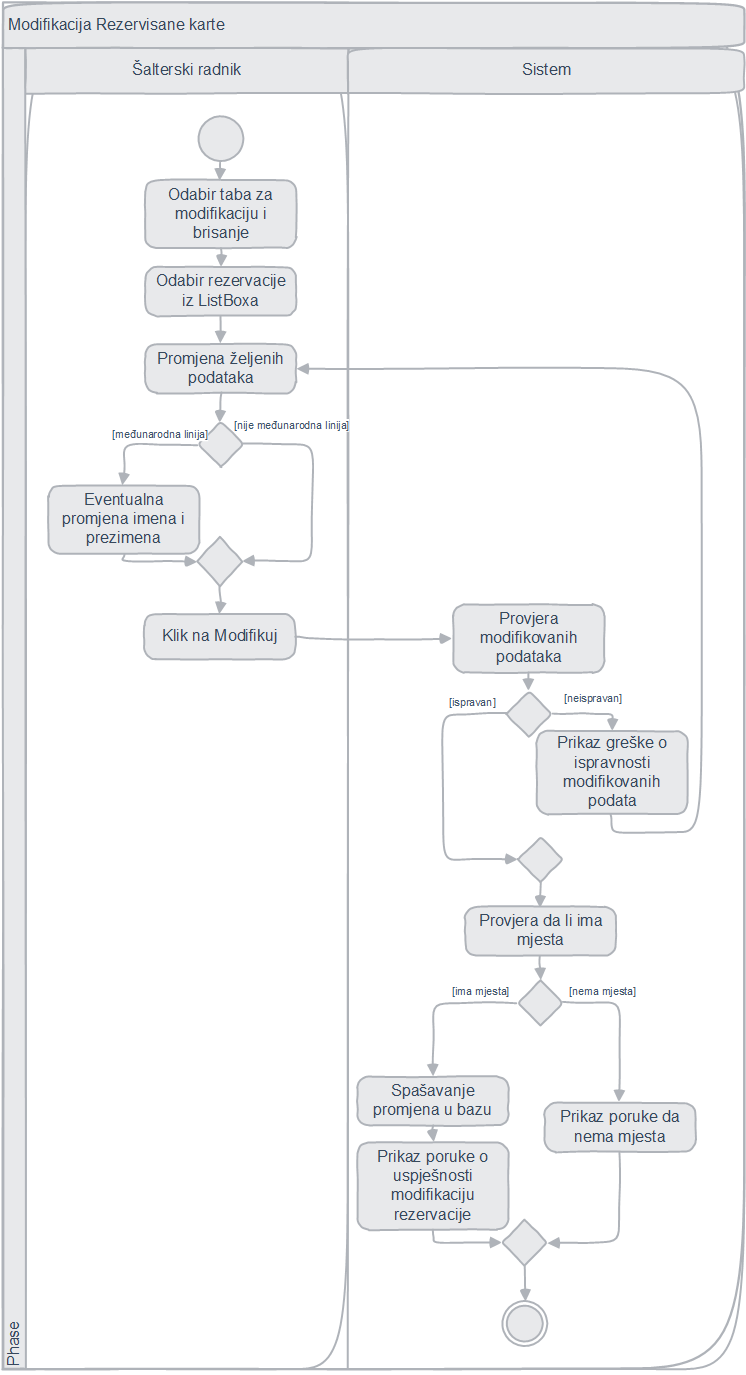 Modifikacija Rezervisane karte
Šalterski radnik
Sistem
Odabir taba za
modifikaciju i
brisanje
Odabir rezervacije
iz ListBoxa
Promjena željenih
podataka
[međunarodna linija]
[nije međunarodna linija]
Eventualna
promjena imena i
prezimena
Klik na Modifikuj
Provjera
modifikovanih
podataka
[ispravan]
[neispravan]
Prikaz greške o
ispravnosti
modifikovanih
podata
Provjera da li ima
mjesta
[ima mjesta]
[nema mjesta]
Spašavanje
promjena u bazu
Prikaz poruke da
nema mjesta
Prikaz poruke o
uspješnosti
modifikaciju
rezervacije
Phase